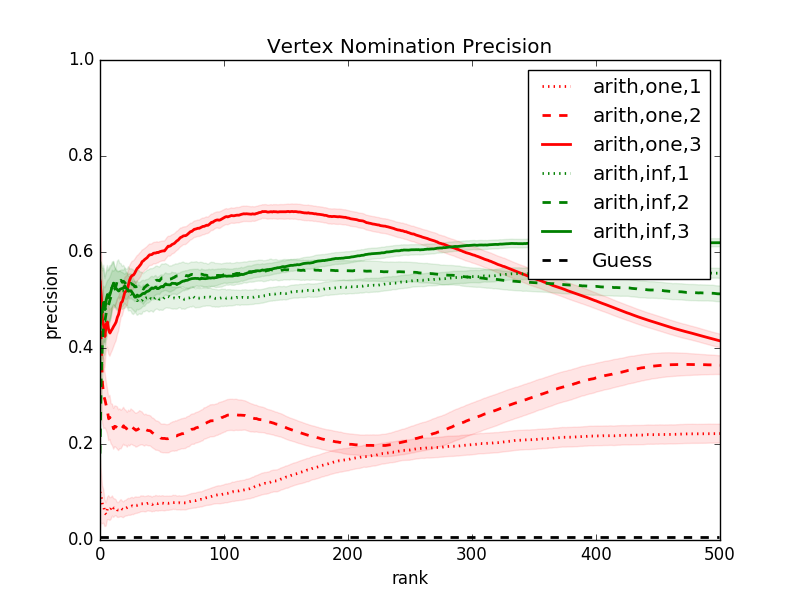 Vertex Nomination Precision
1.0
0.8
0.6
0.4
0.2
0.0
precision
arith,one,1
arith,one,2
arith,one,3
arith,inf,1
arith,inf,2
arith,inf,3
Guess
0
100
200
300
400
500
rank